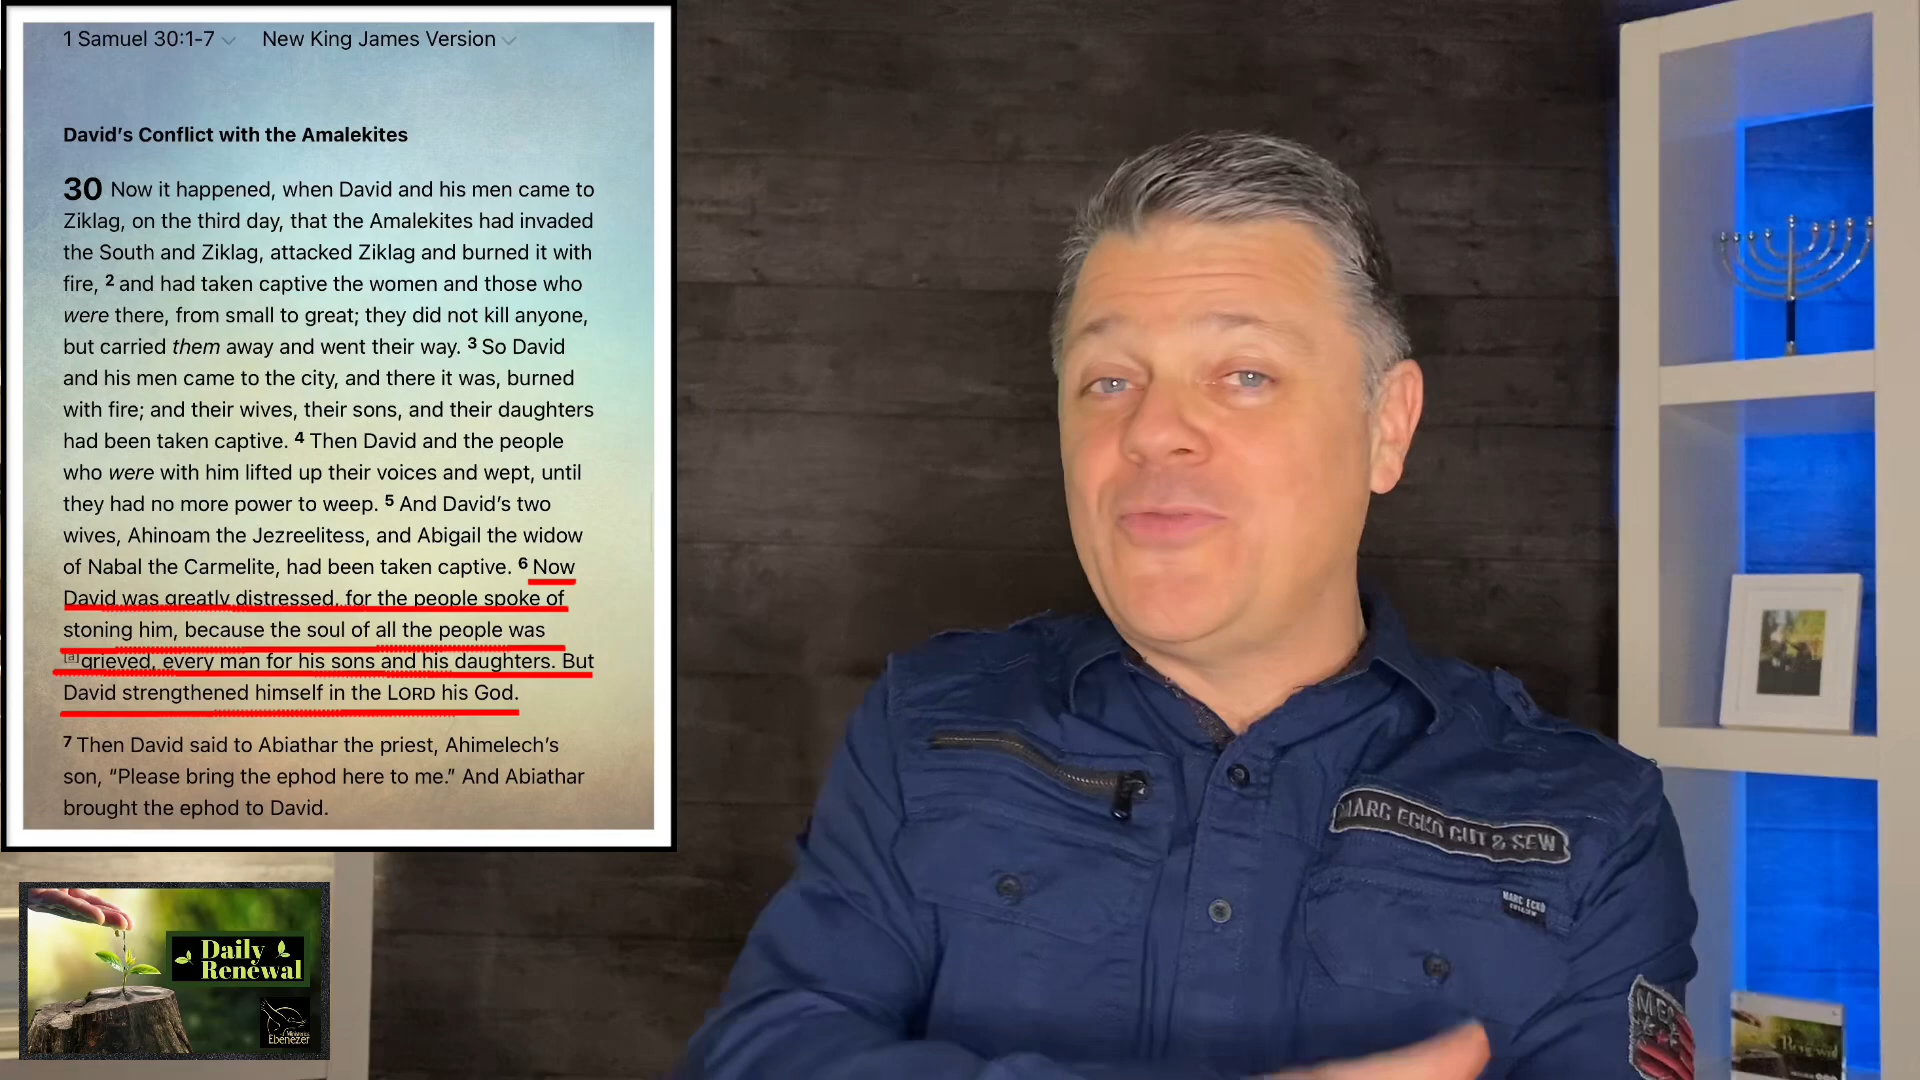 1 Samuel 30:1-7 New King James Version
David's Conflict with the Amalekites
30 Now it happened, when David and his men came to
Ziklag, on the third day, that the Amalekites had invaded
the South and Ziklag, attacked Ziklag and burned it with
fire, 2 and had taken captive the women and those who
were there, from small to great; they did not kill anyone,
but carried them away and went their way. 3 So David
and his men came to the city, and there it was, burned
with fire; and their wives, their sons, and their daughters
had been taken captive. 4 Then David and the people
who were with him lifted up their voices and wept, until
they had no more power to weep. 5 And David's two
wives, Ahinoam the Jezreelitess, and Abigail the widow
of Nabal the Carmelite, had been taken captive. 6 Now
David was greatly distressed, for the people spoke of
stoning him, because the soul of all the people was
[a]grieved, every man for his sons and his daughters. But
David strengthened himself in the LORD his God.
7 Then David said to Abiathar the priest, Ahimelech's
son, "Please bring the ephod here to me." And Abiathar
brought the ephod to David.
Daily
Renewal
Ministerios
Ebenezer
MARC ECKO CUT & SEW
MARC ECKO
Renewal